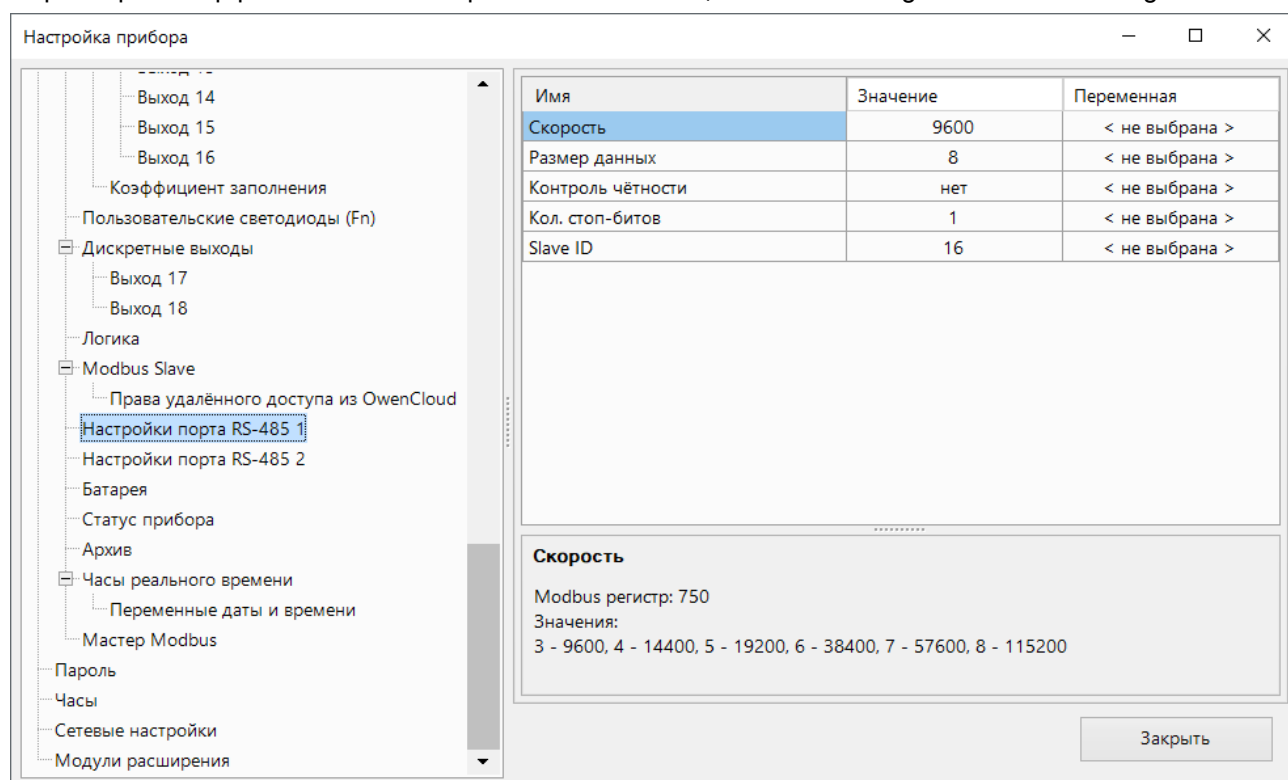 Настройка прибора
Выход 14
Выход 15
Выход 16
Коэффициент заполнения
Пользовательские светодиоды (Fn)
Дискретные выходы
Выход 17
Выход 18
Логика
Modbus Slave
Права удалённого доступа из OwenCloud
Настройки порта RS-485 1
Настройки порта RS-485 2
Батарея
Статус прибора
Архив
Часы реального времени
Переменные даты и времени
Мастер Modbus
Пароль
Часы
Сетевые настройки
Модули расширения
Имя Значение Переменная
Скорость 9600 < не выбрана >
Размер данных 8 < не выбрана >
Контроль чётности нет < не выбрана >
Кол. стоп-битов 1 < не выбрана >
Slave ID 16 < не выбрана >
Скорость
Modbus регистр: 750
Значения:
3 - 9600, 4 - 14400, 5 - 19200, 6 - 38400, 7 - 57600, 8 - 115200
Закрыть